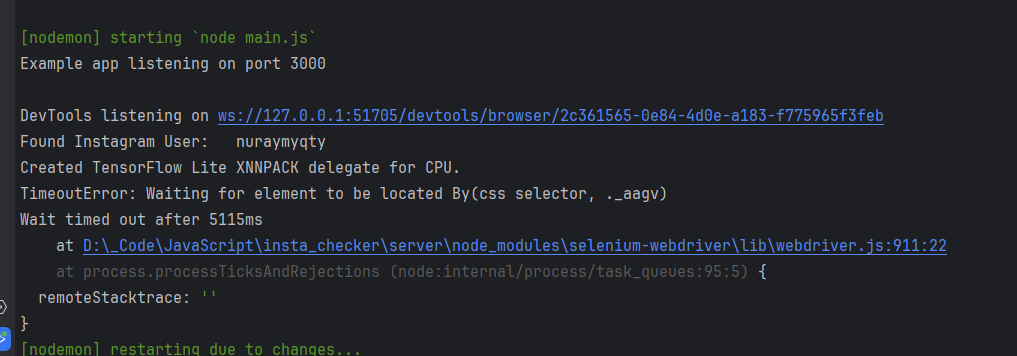 [nodemon] starting `node main.js`
Example app listening on port 3000
DevTools listening on ws://127.0.0.1:51705/devtools/browser/2c361565-0e84-4d0e-a183-f775965f3feb
Found Instagram User:   nuraymyqty
Created TensorFlow Lite XNNPACK delegate for CPU.
TimeoutError: Waiting for element to be located By(css selector, ._aagv)
Wait timed out after 5115ms
    at D:\_Code\JavaScript\insta_checker\server\node_modules\selenium-webdriver\lib\webdriver.js:911:22
    at process.processTicksAndRejections (node:internal/process/task_queues:95:5) {
  remoteStacktrace: ''
}
[nodemon] restarting due to changes...